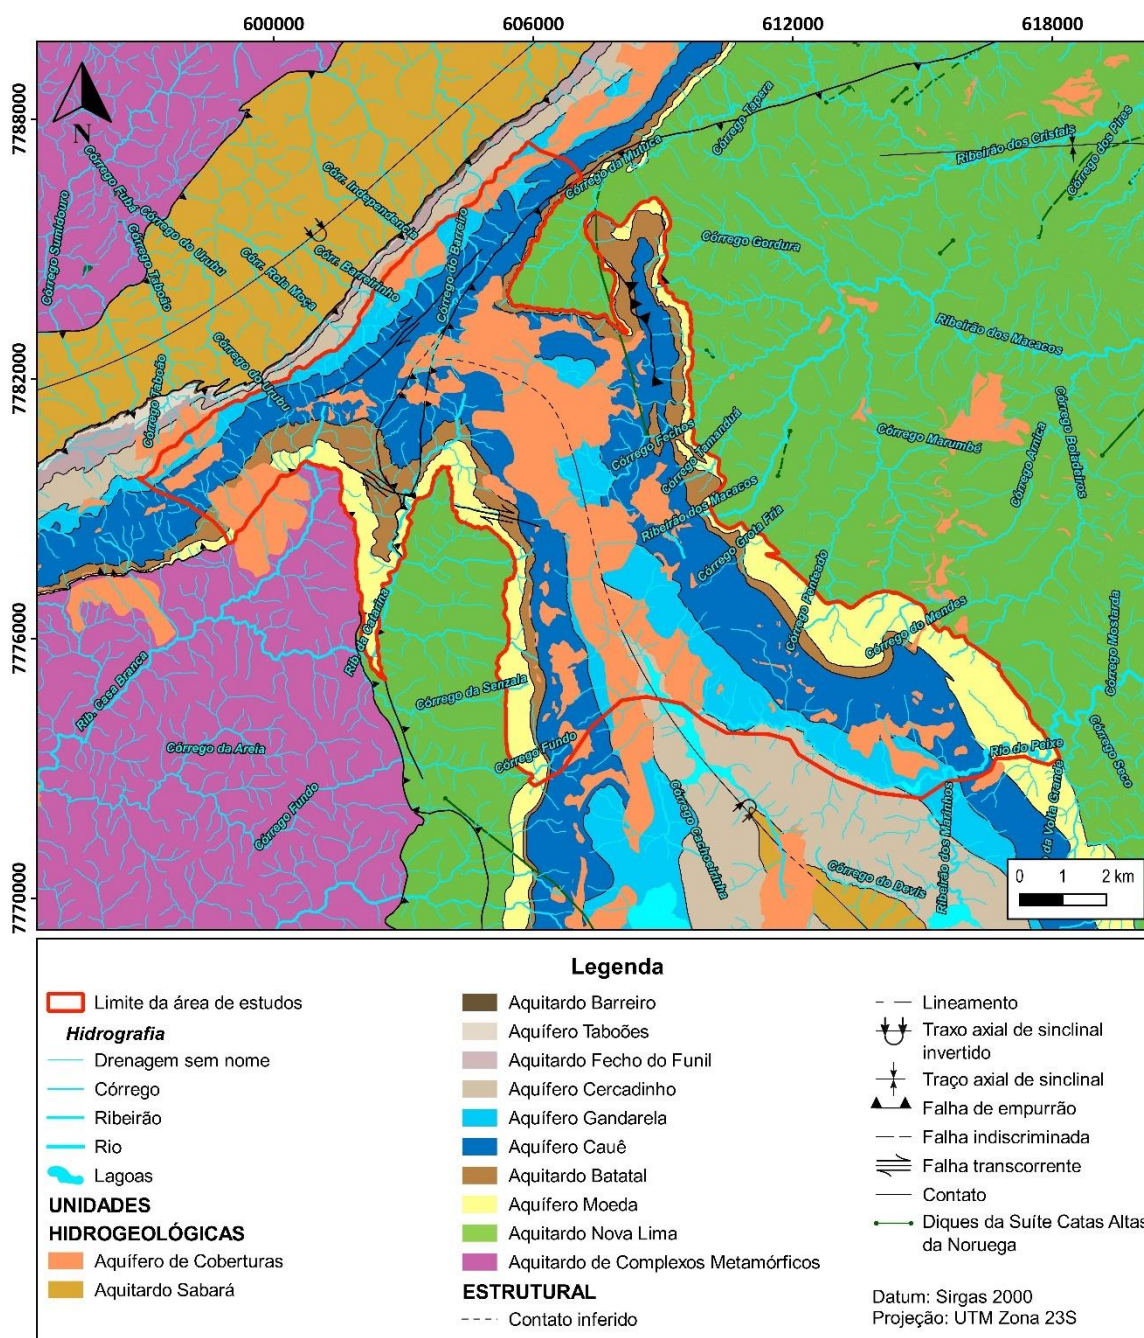 600000
606000
612000
618000
7788000
7782000
7776000
7770000
N
Córrego Sumidouro
Córrego Fubá
Córrego Taboão
Córrego do Urubu
Córr. Rola Moça
Córr. Independencia
Córr. Barreirinho
Córrego do Barreiro
Córrego da Mutuca
Córrego Tapera
Ribeirão dos Cristais
Córrego dos Pires
Córrego Gordura
Ribeirão dos Macacos
Córrego Taboão
Córrego do Urubu
Córrego Fechos
Córrego Tamanduá
Ribeirão dos Macacos
Córrego Grota Fria
Córrego Marumbé
Córrego Arnica
Córrego Boladeiros
Córrego Penteado
Córrego do Mendes
Córrego Mostarda
Rib. Casa Branca
Rib. da Catarina
Córrego da Senzala
Córrego da Areia
Córrego Fundo
Córrego Fundo
Córrego Cachoeirinha
Rio do Peixe
Córrego Seco
da Volta Grande
Ribeirão dos Marinhos
Córrego do Devis
0 1 2 km
Legenda
Limite da área de estudos
Hidrografia
Drenagem sem nome
Córrego
Ribeirão
Rio
Lagoas
UNIDADES
HIDROGEOLÓGICAS
Aquífero de Coberturas
Aquitardo Sabará
Aquitardo Barreiro
Aquífero Taboões
Aquitardo Fecho do Funil
Aquífero Cercadinho
Aquífero Gandarela
Aquífero Cauê
Aquitardo Batatal
Aquífero Moeda
Aquitardo Nova Lima
Aquitardo de Complexos Metamórficos
ESTRUTURAL
Contato inferido
Lineamento
Traxo axial de sinclinal
invertido
Traço axial de sinclinal
Falha de empurrão
Falha indiscriminada
Falha transcorrente
Contato
Diques da Suíte Catas Altas
da Noruega
Datum: Sirgas 2000
Projeção: UTM Zona 23S